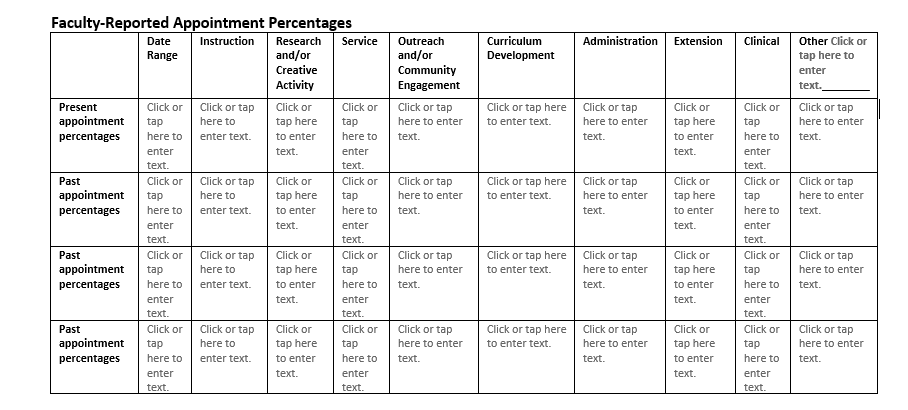 Faculty-Reported Appointment Percentages
Date Range Instruction Research and/or Creative Activity Service Outreach and/or Community Engagement Curriculum Development Administration Extension Clinical Other Click or tap here to enter text.________
Present appointment percentages Click or tap here to enter text. Click or tap here to enter text. Click or tap here to enter text. Click or tap here to enter text. Click or tap here to enter text. Click or tap here to enter text. Click or tap here to enter text. Click or tap here to enter text. Click or tap here to enter text. Click or tap here to enter text.
Past appointment percentages Click or tap here to enter text. Click or tap here to enter text. Click or tap here to enter text. Click or tap here to enter text. Click or tap here to enter text. Click or tap here to enter text. Click or tap here to enter text. Click or tap here to enter text. Click or tap here to enter text. Click or tap here to enter text.
Past appointment percentages Click or tap here to enter text. Click or tap here to enter text. Click or tap here to enter text. Click or tap here to enter text. Click or tap here to enter text. Click or tap here to enter text. Click or tap here to enter text. Click or tap here to enter text. Click or tap here to enter text. Click or tap here to enter text.
Past appointment percentages Click or tap here to enter text. Click or tap here to enter text. Click or tap here to enter text. Click or tap here to enter text. Click or tap here to enter text. Click or tap here to enter text. Click or tap here to enter text. Click or tap here to enter text. Click or tap here to enter text. Click or tap here to enter text.